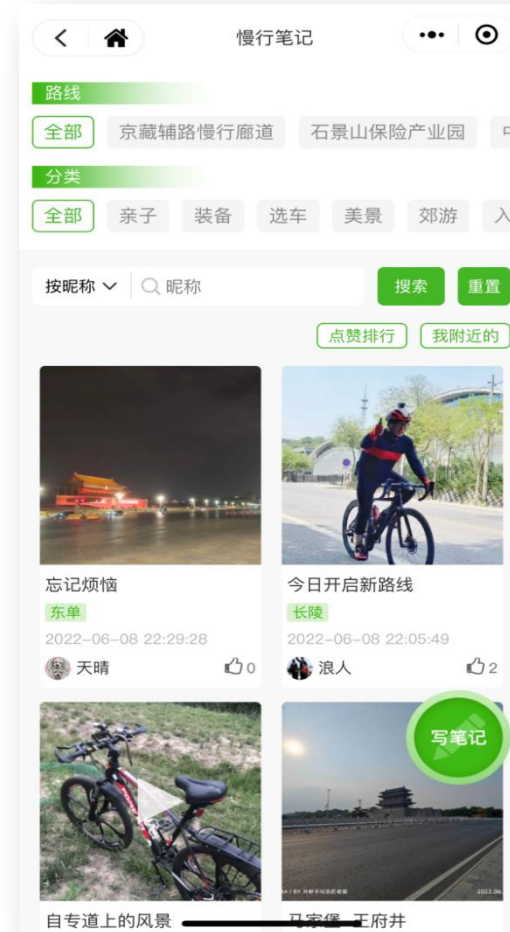 慢行笔记
路线
全部 京藏辅路慢行廊道 石景山保险产业园
分类
全部 亲子 装备 选车 美景 郊游 入
按昵称 昵称 搜索 重置
点赞排行 我附近的
忘记烦恼
东单
2022-06-08 22:29:28
天晴 0
今日开启新路线
长陵
2022-06-08 22:05:49
浪人 2
写笔记
自专道上的风景
马家堡 王府井